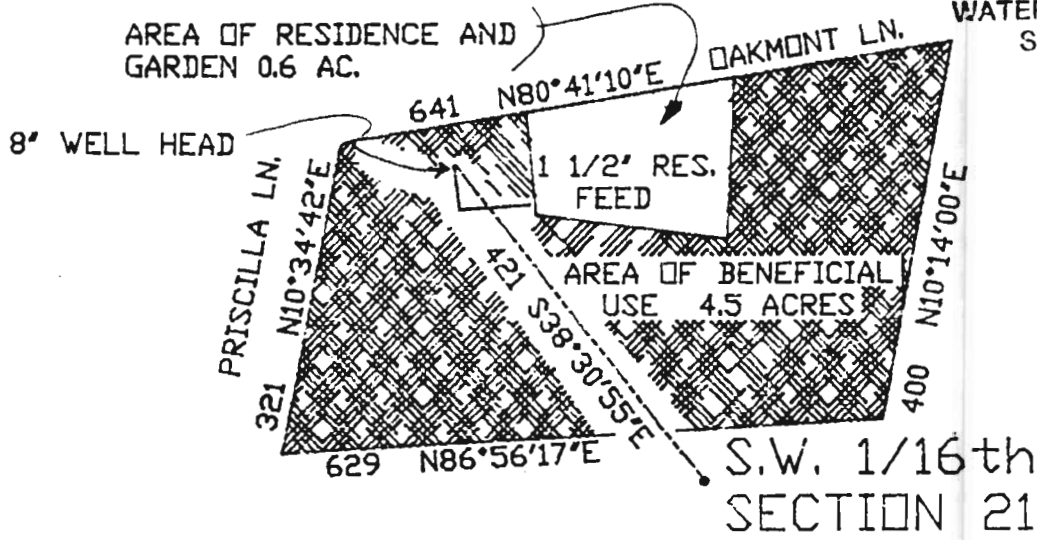 AREA OF RESIDENCE AND
GARDEN 0.6 AC.
8" WELL HEAD
641
N80°41'10"E
OAKMONT LN.
1 1/2" RES.
FEED
PRISCILLA LN.
N10°34'42"E
321
421 S38°30'55"E
AREA OF BENEFICIAL
USE 4.5 ACRES
N10°14'00"E
400
629 N86°56'17"E
S.W. 1/16th
SECTION 21